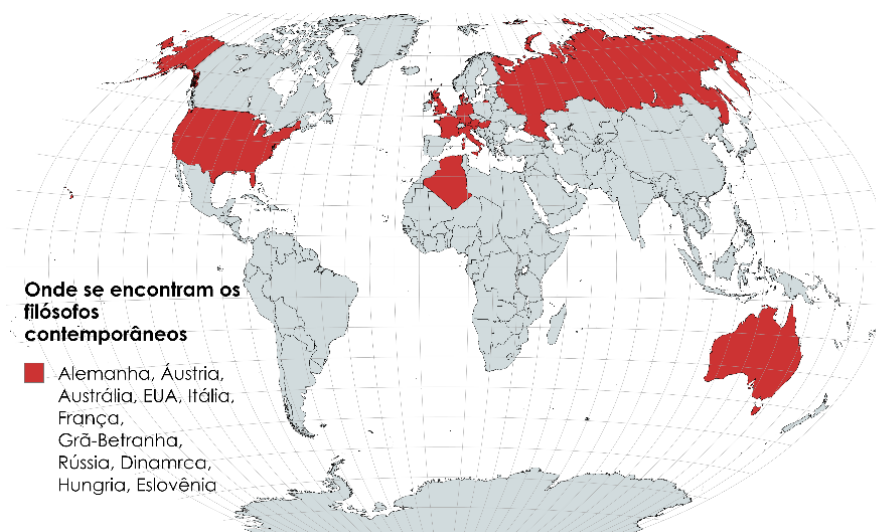 Onde se encontram os
filósofos
contemporâneos
Alemanha, Áustria,
Austrália, EUA, Itália,
França,
Grã-Betranha,
Rússia, Dinamrca,
Hungria, Eslovênia